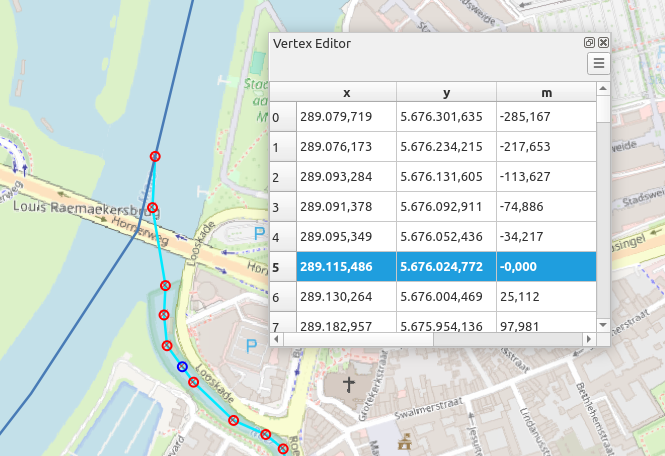 Stadsweide
Vertex Editor
x y m
0 289.079,719 5.676.301,635 -285,167
1 289.076,173 5.676.234,215 -217,653
2 289.093,284 5.676.131,605 -113,627
3 289.091,378 5.676.092,911 -74,886
4 289.095,349 5.676.052,436 -34,217
5 289.115,486 5.676.024,772 -0,000
6 289.130,264 5.676.004,469 25,112
7 289.182,957 5.675.954,136 97,981
Stadsweide
Stadswe
Louis Raemaekersbrug
Hornerweg
Looskade
P
singel
P
Looskade
Grotekerkstraat
Swalmerstraat
Lindanusstraat
Bethlehemstraat